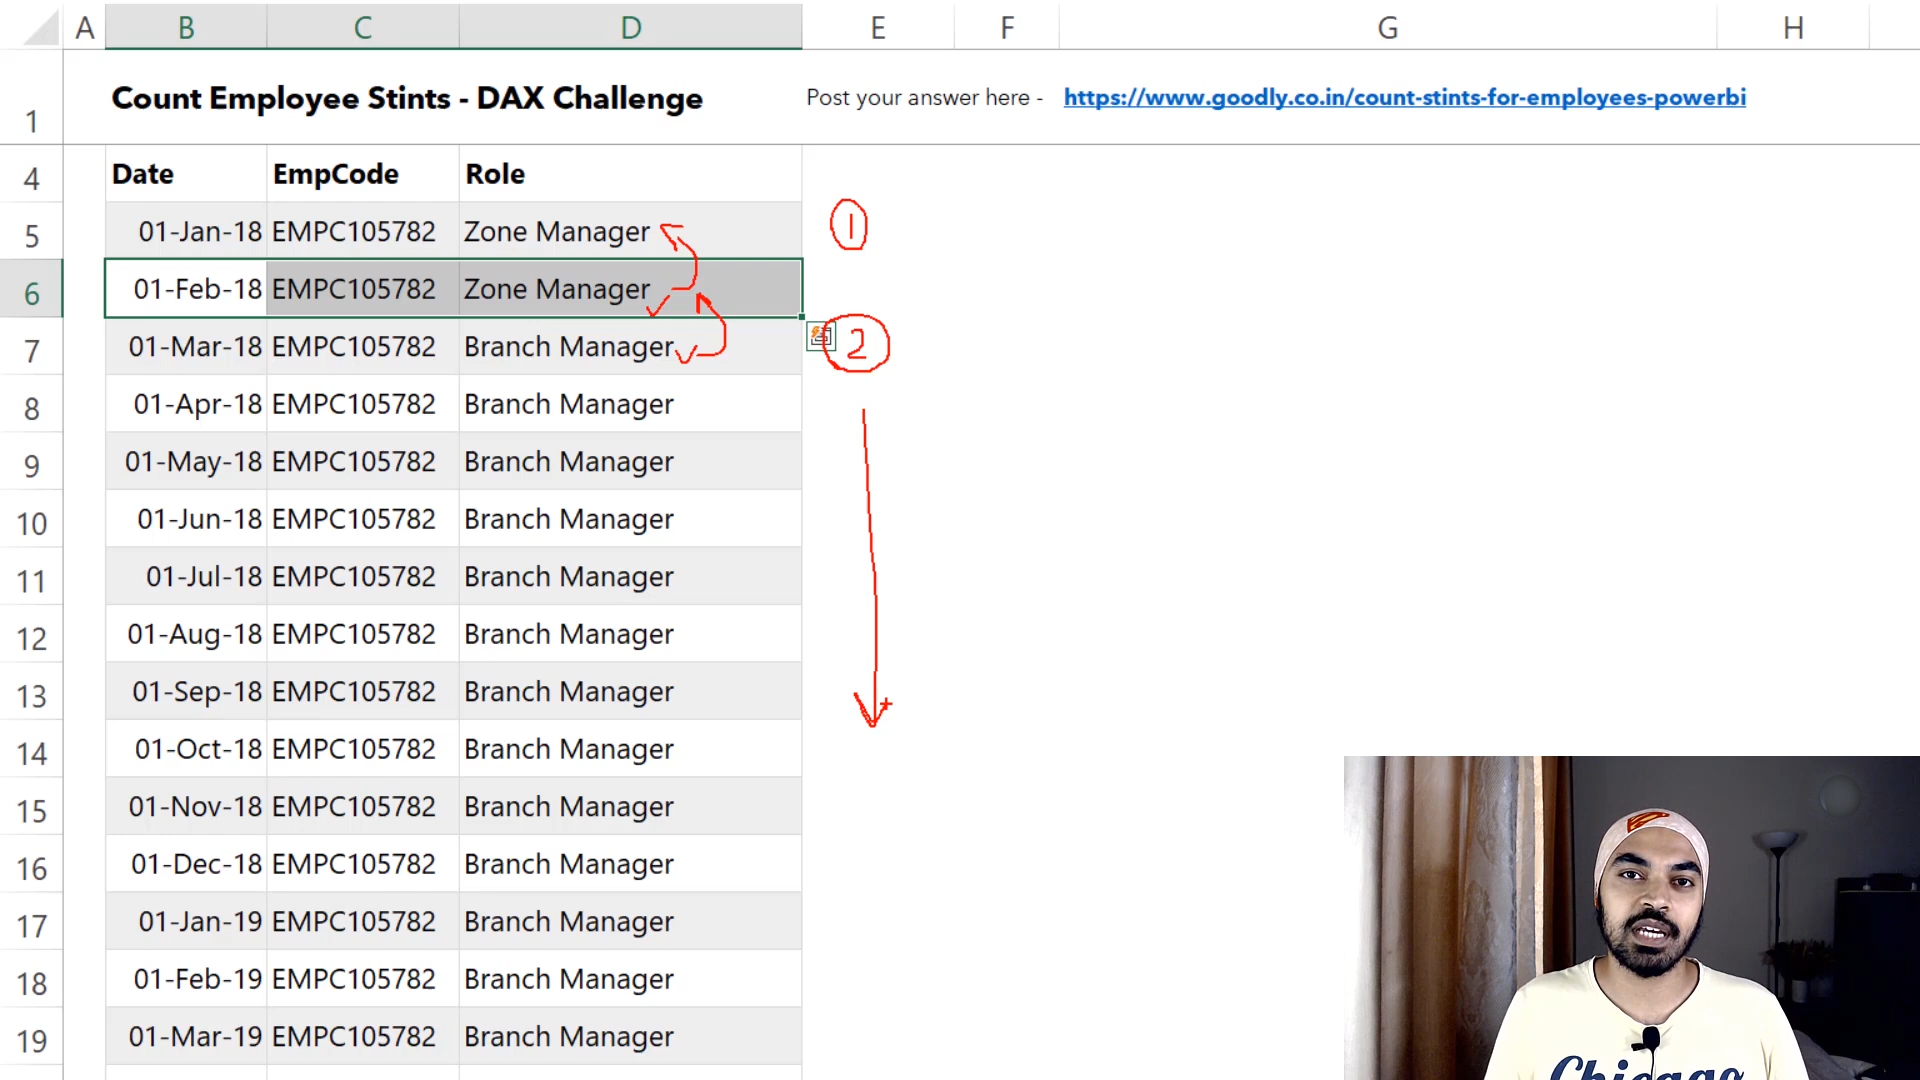 A B C D E F G H
1 Count Employee Stints - DAX Challenge Post your answer here - https://www.goodly.co.in/count-stints-for-employees-powerbi
4 Date EmpCode Role
5 01-Jan-18 EMPC105782 Zone Manager 1
6 01-Feb-18 EMPC105782 Zone Manager
7 01-Mar-18 EMPC105782 Branch Manager 2
8 01-Apr-18 EMPC105782 Branch Manager
9 01-May-18 EMPC105782 Branch Manager
10 01-Jun-18 EMPC105782 Branch Manager
11 01-Jul-18 EMPC105782 Branch Manager
12 01-Aug-18 EMPC105782 Branch Manager
13 01-Sep-18 EMPC105782 Branch Manager
14 01-Oct-18 EMPC105782 Branch Manager
15 01-Nov-18 EMPC105782 Branch Manager
16 01-Dec-18 EMPC105782 Branch Manager
17 01-Jan-19 EMPC105782 Branch Manager
18 01-Feb-19 EMPC105782 Branch Manager
19 01-Mar-19 EMPC105782 Branch Manager
Chicago